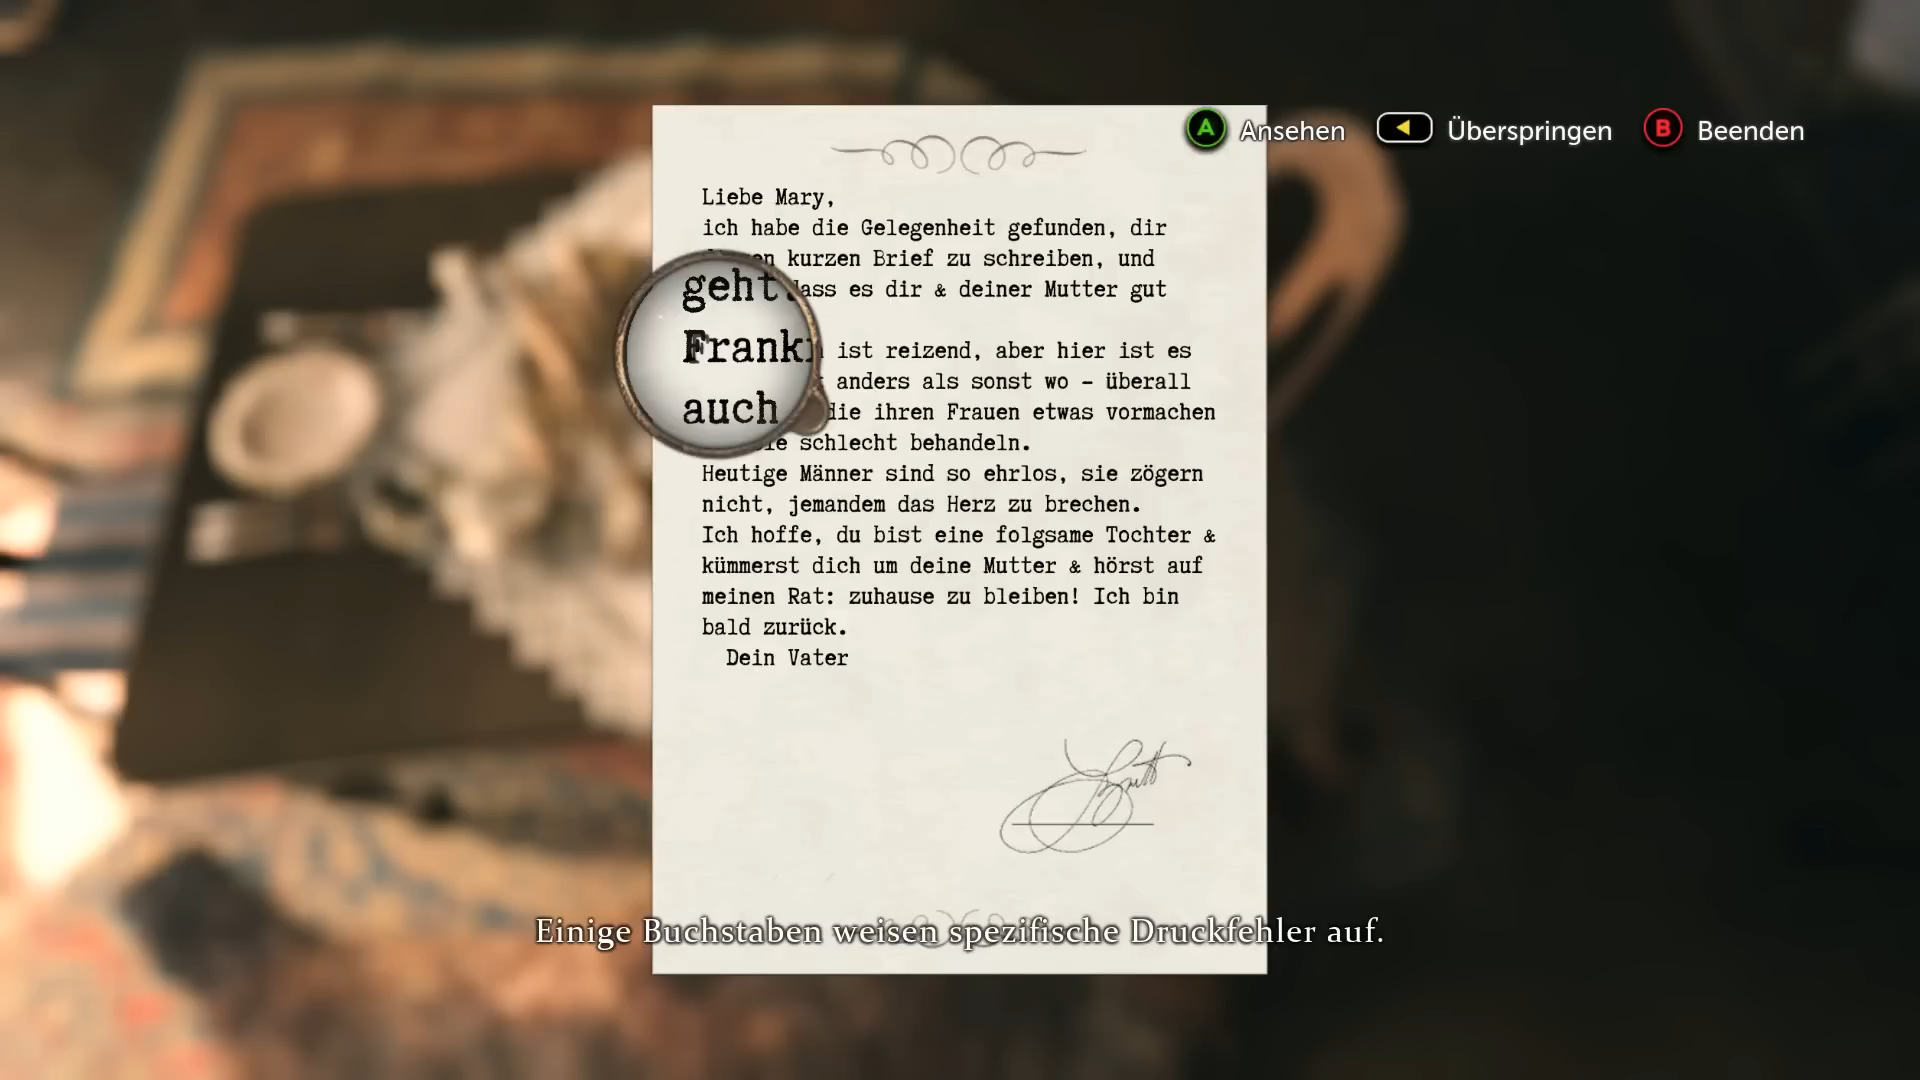 A Ansehen Überspringen B Beenden
Liebe Mary,
ich habe die Gelegenheit gefunden, dir
kurzen Brief zu schreiben, und
geht. dass es dir & deiner Mutter gut
Frank ist reizend, aber hier ist es
anders als sonst wo - überall
auch die ihren Frauen etwas vormachen
schlecht behandeln.
Heutige Männer sind so ehrlos, sie zögern
nicht, jemandem das Herz zu brechen.
Ich hoffe, du bist eine folgsame Tochter &
kümmerst dich um deine Mutter & hörst auf
meinen Rat: zuhause zu bleiben! Ich bin
bald zurück.
Dein Vater
Einige Buchstaben weisen spezifische Druckfehler auf.